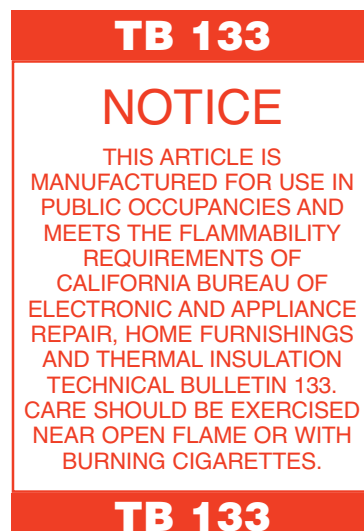 TB 133
NOTICE
THIS ARTICLE IS
MANUFACTURED FOR USE IN
PUBLIC OCCUPANCIES AND
MEETS THE FLAMMABILITY
REQUIREMENTS OF
CALIFORNIA BUREAU OF
ELECTRONIC AND APPLIANCE
REPAIR, HOME FURNISHINGS
AND THERMAL INSULATION
TECHNICAL BULLETIN 133.
CARE SHOULD BE EXERCISED
NEAR OPEN FLAME OR WITH
BURNING CIGARETTES.
TB 133